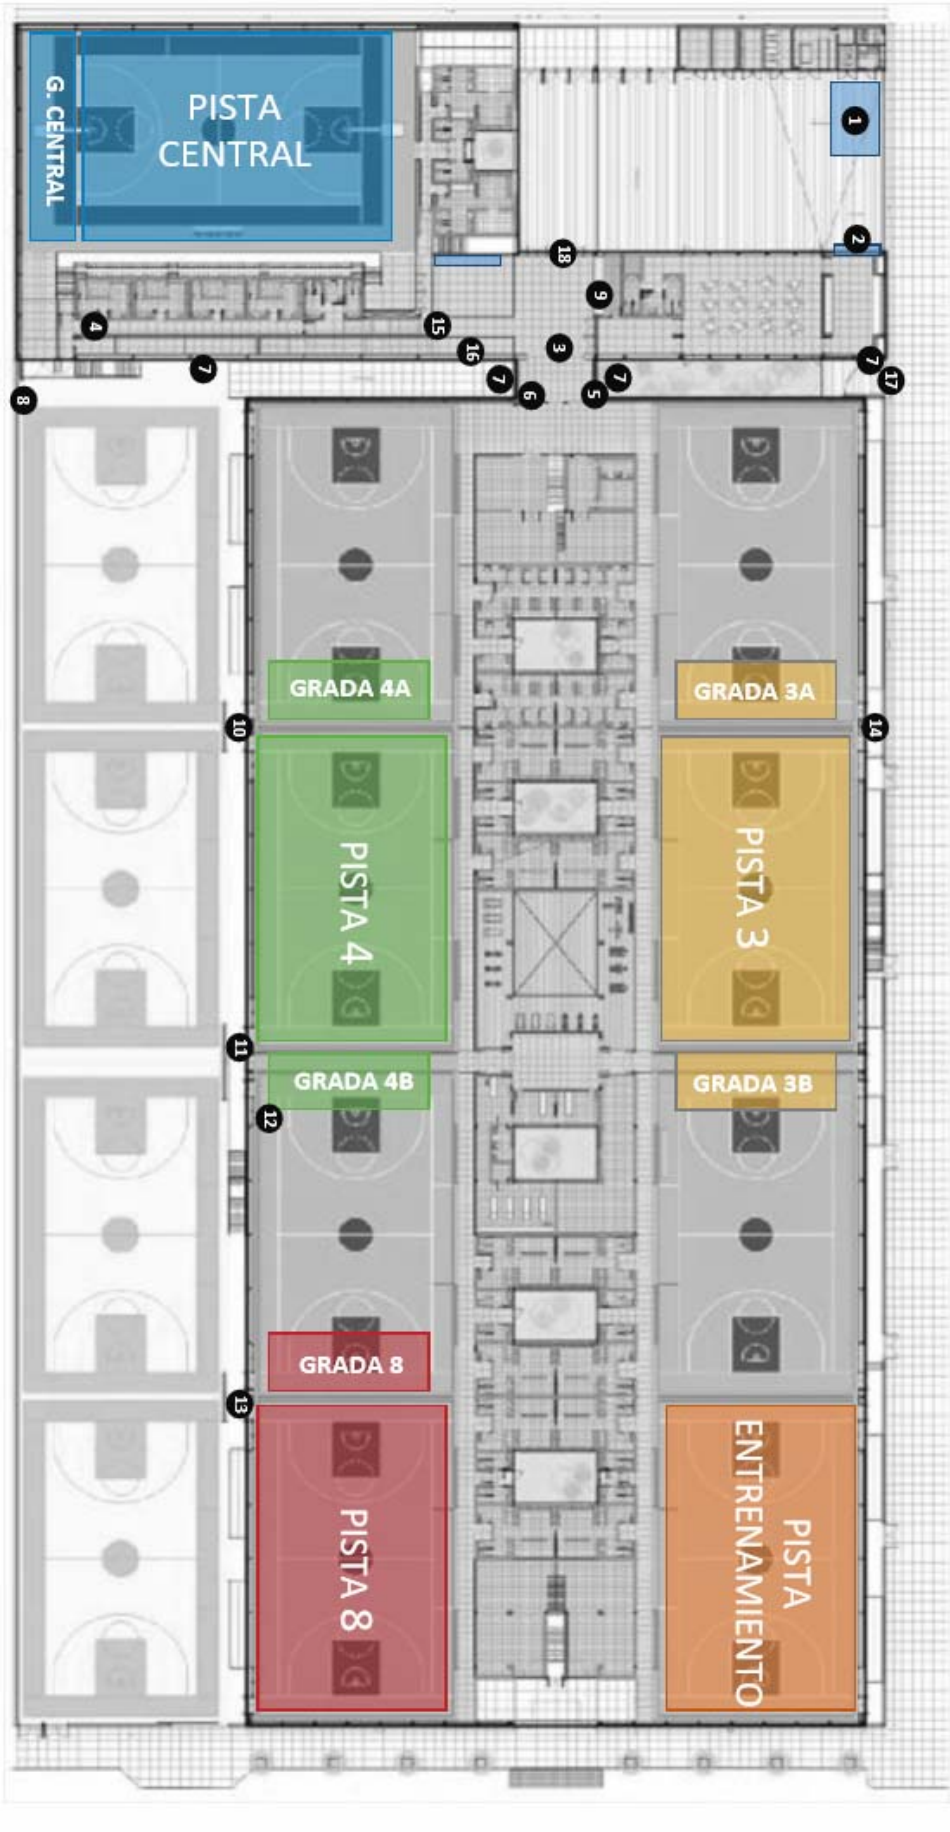 G. CENTRAL
PISTA
CENTRAL
1
2
18
9
4
15
3
16
7
7
7
7
17
8
6
5
GRADA 4A
GRADA 3A
10
14
PISTA 4
PISTA 3
11
GRADA 4B
GRADA 3B
12
GRADA 8
13
PISTA 8
PISTA
ENTRENAMIENTO